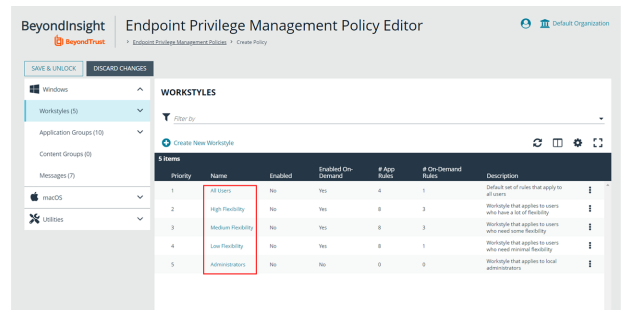 BeyondInsight
BeyondTrust
Endpoint Privilege Management Policy Editor
> Endpoint Privilege Management Policies > Create Policy
Default Organization
SAVE & UNLOCK
DISCARD CHANGES
Windows
Workstyles (5)
Application Groups (10)
Content Groups (0)
Messages (7)
macOS
Utilities
WORKSTYLES
Filter by
Create New Workstyle
5 items
Priority Name Enabled Enabled On-Demand # App Rules # On-Demand Rules Description
1 All Users No Yes 4 1 Default set of rules that apply to all users
2 High Flexibility No Yes 8 3 Workstyle that applies to users who have a lot of flexibility
3 Medium Flexibility No Yes 8 3 Workstyle that applies to users who need some flexibility
4 Low Flexibility No Yes 8 1 Workstyle that applies to users who need minimal flexibility
5 Administrators No No 0 0 Workstyle that applies to local administrators